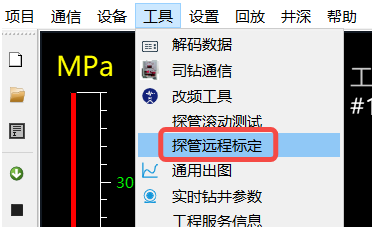 项目 通信 设备 工具 设置 回放 井深 帮助
解码数据
MPa
司钻通信
工
改频工具
#1
探管滚动测试
探管远程标定
通用出图
30
实时钻井参数
工程服务信息